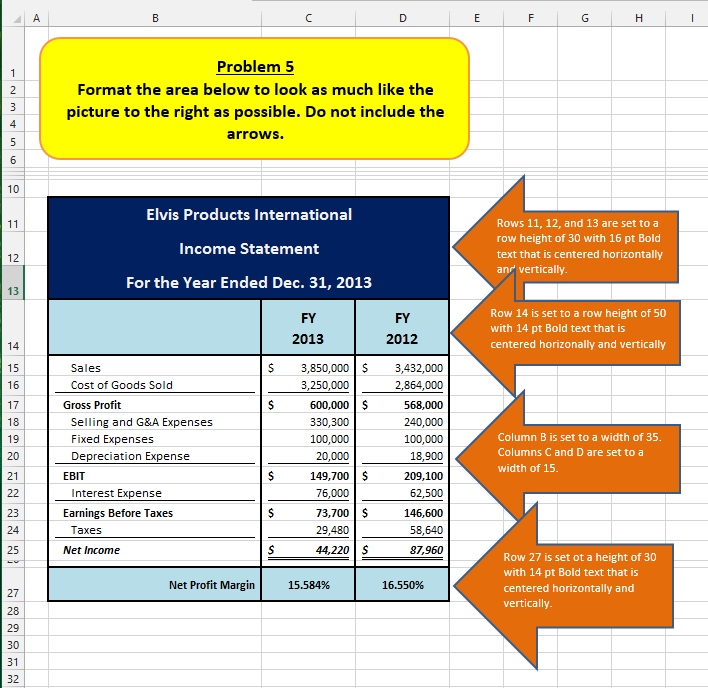 A B C D E F G H I
1
2
3
4
5
6
Problem 5
Format the area below to look as much like the
picture to the right as possible. Do not include the
arrows.
10
11 Elvis Products International
12 Income Statement
13 For the Year Ended Dec. 31, 2013
Rows 11, 12, and 13 are set to a
row height of 30 with 16 pt Bold
text that is centered horizontally
and vertically.
14 FY FY
2013 2012
Row 14 is set to a row height of 50
with 14 pt Bold text that is
centered horizonally and vertically
15 Sales $ 3,850,000 $ 3,432,000
16 Cost of Goods Sold 3,250,000 2,864,000
17 Gross Profit $ 600,000 $ 568,000
18 Selling and G&A Expenses 330,300 240,000
19 Fixed Expenses 100,000 100,000
20 Depreciation Expense 20,000 18,900
21 EBIT $ 149,700 $ 209,100
22 Interest Expense 76,000 62,500
23 Earnings Before Taxes $ 73,700 $ 146,600
24 Taxes 29,480 58,640
25 Net Income $ 44,220 $ 87,960
Column B is set to a width of 35.
Columns C and D are set to a
width of 15.
27 Net Profit Margin 15.584% 16.550%
Row 27 is set ot a height of 30
with 14 pt Bold text that is
centered horizontally and
vertically.
28
29
30
31
32